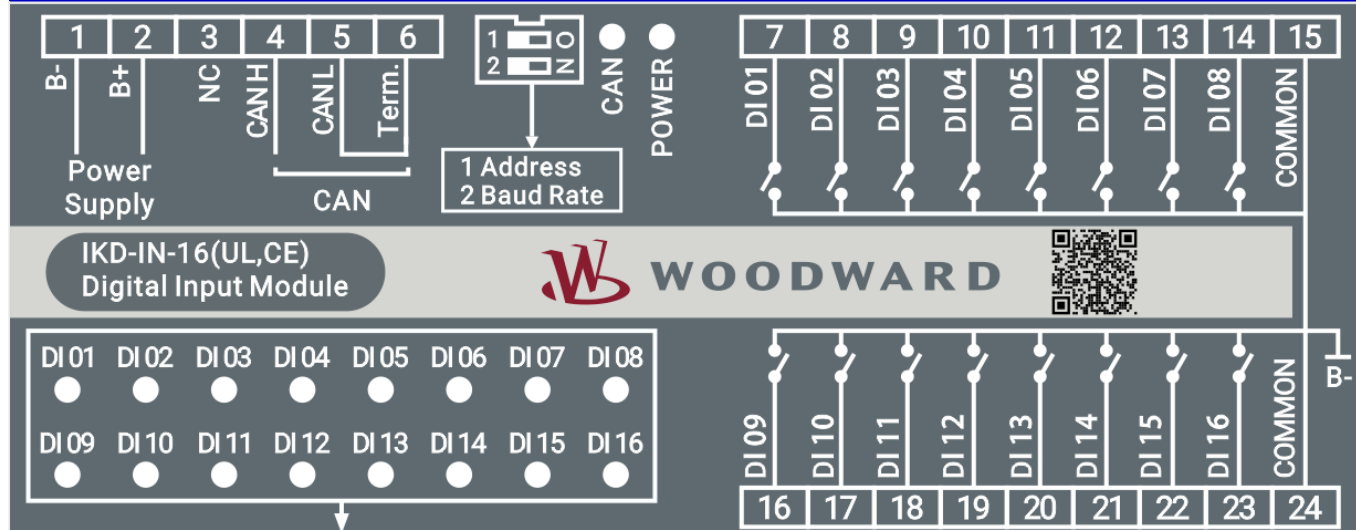 1 2 3 4 5 6
B- B+ NC CAN H CAN L Term.
Power
Supply
CAN
1 O
2 N
CAN POWER
1 Address
2 Baud Rate
7 8 9 10 11 12 13 14 15
DI 01 DI 02 DI 03 DI 04 DI 05 DI 06 DI 07 DI 08 COMMON
IKD-IN-16(UL,CE)
Digital Input Module
WOODWARD
DI 01 DI 02 DI 03 DI 04 DI 05 DI 06 DI 07 DI 08
DI 09 DI 10 DI 11 DI 12 DI 13 DI 14 DI 15 DI 16
B-
DI 09 DI 10 DI 11 DI 12 DI 13 DI 14 DI 15 DI 16 COMMON
16 17 18 19 20 21 22 23 24